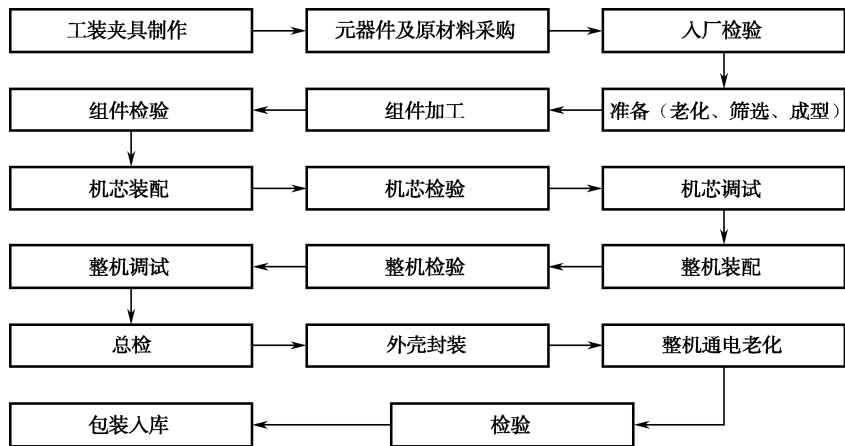 工装夹具制作
元器件及原材料采购
入厂检验
准备（老化、筛选、成型）
组件加工
组件检验
机芯装配
机芯检验
机芯调试
整机装配
整机检验
整机调试
总检
外壳封装
整机通电老化
检验
包装入库